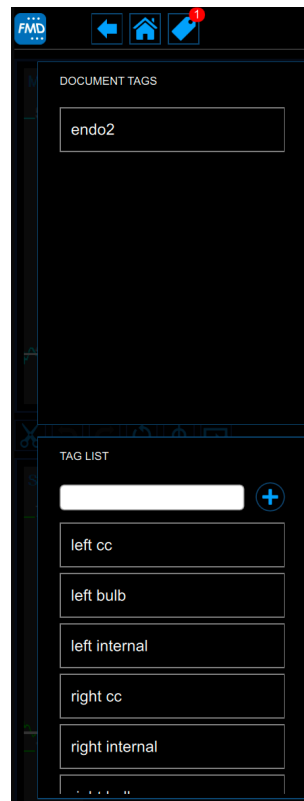 FMD
1
DOCUMENT TAGS
endo2
TAG LIST
left cc
left bulb
left internal
right cc
right internal